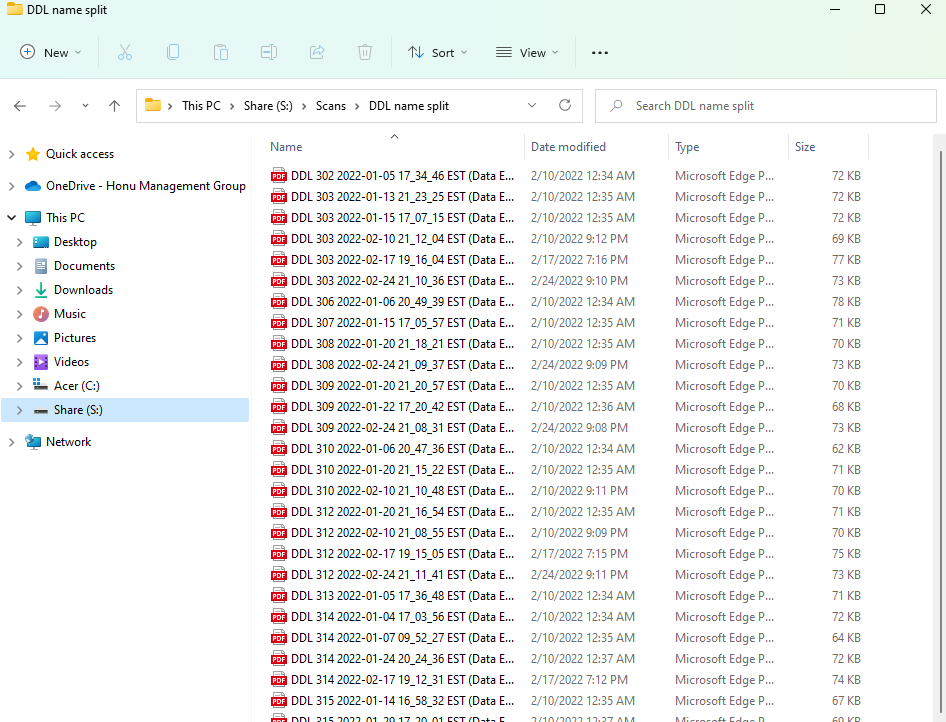 DDL name split
New
Sort
View
This PC
Share (S:)
Scans
DDL name split
Search DDL name split
Quick access
OneDrive - Honu Management Group
This PC
Desktop
Documents
Downloads
Music
Pictures
Videos
Acer (C:)
Share (S:)
Network
Name Date modified Type Size
DDL 302 2022-01-05 17_34_46 EST (Data E... 2/10/2022 12:34 AM Microsoft Edge P... 72 KB
DDL 303 2022-01-13 21_23_25 EST (Data E... 2/10/2022 12:35 AM Microsoft Edge P... 72 KB
DDL 303 2022-01-15 17_07_15 EST (Data E... 2/10/2022 12:35 AM Microsoft Edge P... 72 KB
DDL 303 2022-02-10 21_12_04 EST (Data E... 2/10/2022 9:12 PM Microsoft Edge P... 69 KB
DDL 303 2022-02-17 19_16_04 EST (Data E... 2/17/2022 7:16 PM Microsoft Edge P... 77 KB
DDL 303 2022-02-24 21_10_36 EST (Data E... 2/24/2022 9:10 PM Microsoft Edge P... 73 KB
DDL 306 2022-01-06 20_49_39 EST (Data E... 2/10/2022 12:34 AM Microsoft Edge P... 78 KB
DDL 307 2022-01-15 17_05_57 EST (Data E... 2/10/2022 12:35 AM Microsoft Edge P... 71 KB
DDL 308 2022-01-20 21_18_21 EST (Data E... 2/10/2022 12:35 AM Microsoft Edge P... 70 KB
DDL 308 2022-02-24 21_09_37 EST (Data E... 2/24/2022 9:09 PM Microsoft Edge P... 73 KB
DDL 309 2022-01-20 21_20_57 EST (Data E... 2/10/2022 12:35 AM Microsoft Edge P... 70 KB
DDL 309 2022-01-22 17_20_42 EST (Data E... 2/10/2022 12:36 AM Microsoft Edge P... 68 KB
DDL 309 2022-02-24 21_08_31 EST (Data E... 2/24/2022 9:08 PM Microsoft Edge P... 73 KB
DDL 310 2022-01-06 20_47_36 EST (Data E... 2/10/2022 12:34 AM Microsoft Edge P... 62 KB
DDL 310 2022-01-20 21_15_22 EST (Data E... 2/10/2022 12:35 AM Microsoft Edge P... 71 KB
DDL 310 2022-02-10 21_10_48 EST (Data E... 2/10/2022 9:11 PM Microsoft Edge P... 70 KB
DDL 312 2022-01-20 21_16_54 EST (Data E... 2/10/2022 12:35 AM Microsoft Edge P... 71 KB
DDL 312 2022-02-10 21_08_55 EST (Data E... 2/10/2022 9:09 PM Microsoft Edge P... 70 KB
DDL 312 2022-02-17 19_15_05 EST (Data E... 2/17/2022 7:15 PM Microsoft Edge P... 75 KB
DDL 312 2022-02-24 21_11_41 EST (Data E... 2/24/2022 9:11 PM Microsoft Edge P... 73 KB
DDL 313 2022-01-05 17_36_48 EST (Data E... 2/10/2022 12:34 AM Microsoft Edge P... 71 KB
DDL 314 2022-01-04 17_03_56 EST (Data E... 2/10/2022 12:34 AM Microsoft Edge P... 72 KB
DDL 314 2022-01-07 09_52_27 EST (Data E... 2/10/2022 12:35 AM Microsoft Edge P... 64 KB
DDL 314 2022-01-24 20_24_36 EST (Data E... 2/10/2022 12:37 AM Microsoft Edge P... 72 KB
DDL 314 2022-02-17 19_12_31 EST (Data E... 2/17/2022 7:12 PM Microsoft Edge P... 74 KB
DDL 315 2022-01-14 16_58_32 EST (Data E... 2/10/2022 12:35 AM Microsoft Edge P... 67 KB
DDL 315 2022-01-29 17_20_01 EST (Data E... 2/10/2022 12:37 AM Microsoft Edge P... 69 KB